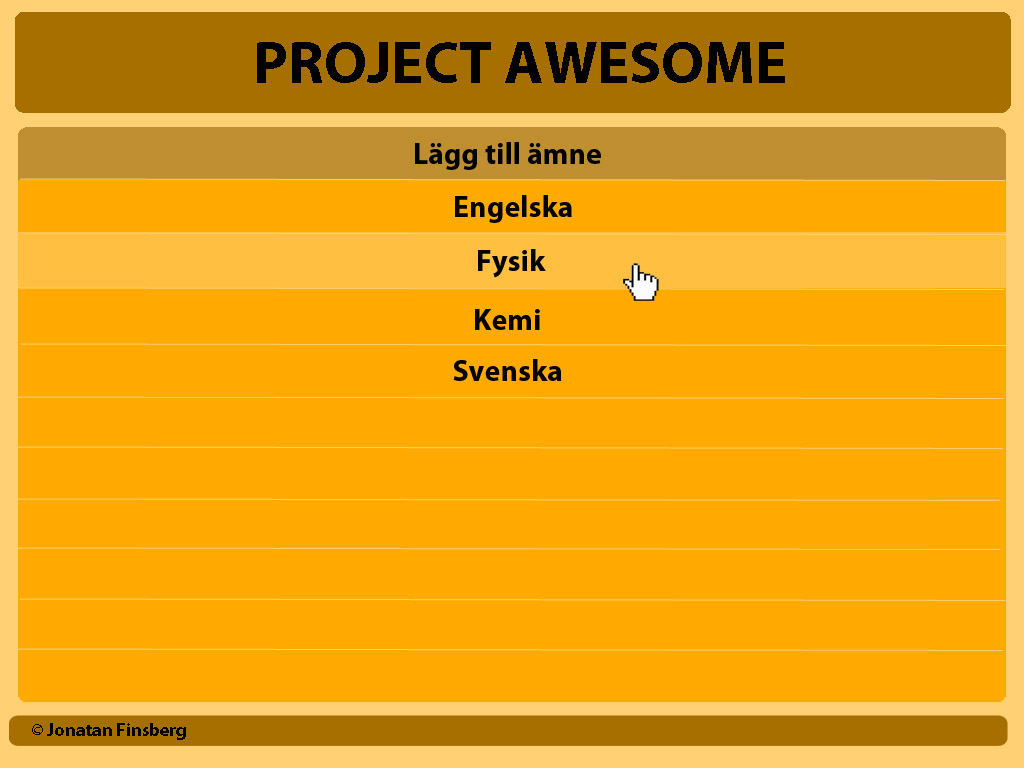 PROJECT AWESOME
Lägg till ämne
Engelska
Fysik
Kemi
Svenska
© Jonatan Finsberg